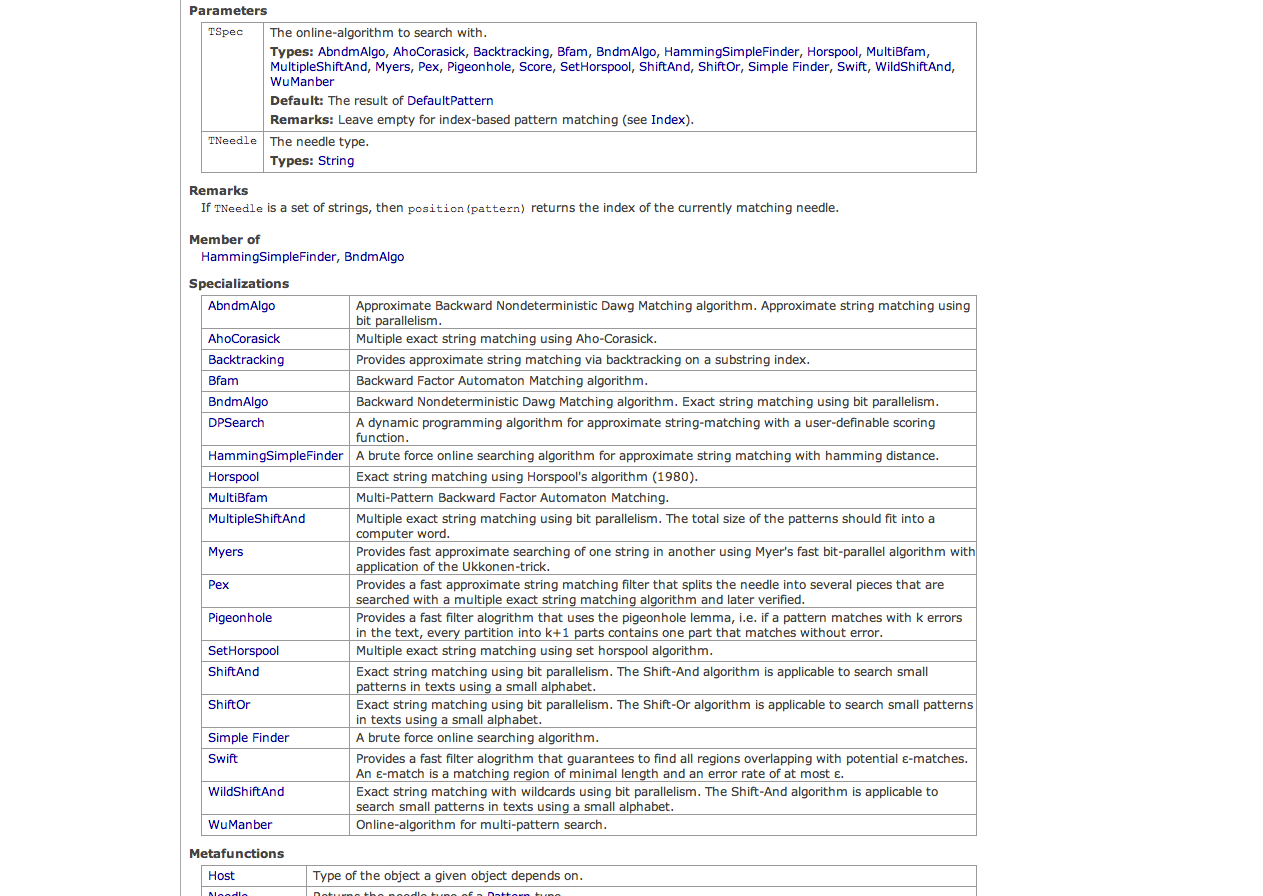 Parameters
TSpec The online-algorithm to search with.
Types: AbndmAlgo, AhoCorasick, Backtracking, Bfam, BndmAlgo, HammingSimpleFinder, Horspool, MultiBfam,
MultipleShiftAnd, Myers, Pex, Pigeonhole, Score, SetHorspool, ShiftAnd, ShiftOr, Simple Finder, Swift, WildShiftAnd,
WuManber
Default: The result of DefaultPattern
Remarks: Leave empty for index-based pattern matching (see Index).
TNeedle The needle type.
Types: String
Remarks
If TNeedle is a set of strings, then position(pattern) returns the index of the currently matching needle.
Member of
HammingSimpleFinder, BndmAlgo
Specializations
AbndmAlgo Approximate Backward Nondeterministic Dawg Matching algorithm. Approximate string matching using
bit parallelism.
AhoCorasick Multiple exact string matching using Aho-Corasick.
Backtracking Provides approximate string matching via backtracking on a substring index.
Bfam Backward Factor Automaton Matching algorithm.
BndmAlgo Backward Nondeterministic Dawg Matching algorithm. Exact string matching using bit parallelism.
DPSearch A dynamic programming algorithm for approximate string-matching with a user-definable scoring
function.
HammingSimpleFinder A brute force online searching algorithm for approximate string matching with hamming distance.
Horspool Exact string matching using Horspool's algorithm (1980).
MultiBfam Multi-Pattern Backward Factor Automaton Matching.
MultipleShiftAnd Multiple exact string matching using bit parallelism. The total size of the patterns should fit into a
computer word.
Myers Provides fast approximate searching of one string in another using Myer's fast bit-parallel algorithm with
application of the Ukkonen-trick.
Pex Provides a fast approximate string matching filter that splits the needle into several pieces that are
searched with a multiple exact string matching algorithm and later verified.
Pigeonhole Provides a fast filter alogrithm that uses the pigeonhole lemma, i.e. if a pattern matches with k errors
in the text, every partition into k+1 parts contains one part that matches without error.
SetHorspool Multiple exact string matching using set horspool algorithm.
ShiftAnd Exact string matching using bit parallelism. The Shift-And algorithm is applicable to search small
patterns in texts using a small alphabet.
ShiftOr Exact string matching using bit parallelism. The Shift-Or algorithm is applicable to search small patterns
in texts using a small alphabet.
Simple Finder A brute force online searching algorithm.
Swift Provides a fast filter alogrithm that guarantees to find all regions overlapping with potential ε-matches.
An ε-match is a matching region of minimal length and an error rate of at most ε.
WildShiftAnd Exact string matching with wildcards using bit parallelism. The Shift-And algorithm is applicable to
search small patterns in texts using a small alphabet.
WuManber Online-algorithm for multi-pattern search.
Metafunctions
Host Type of the object a given object depends on.
Needle Returns the needle type of a Pattern type.